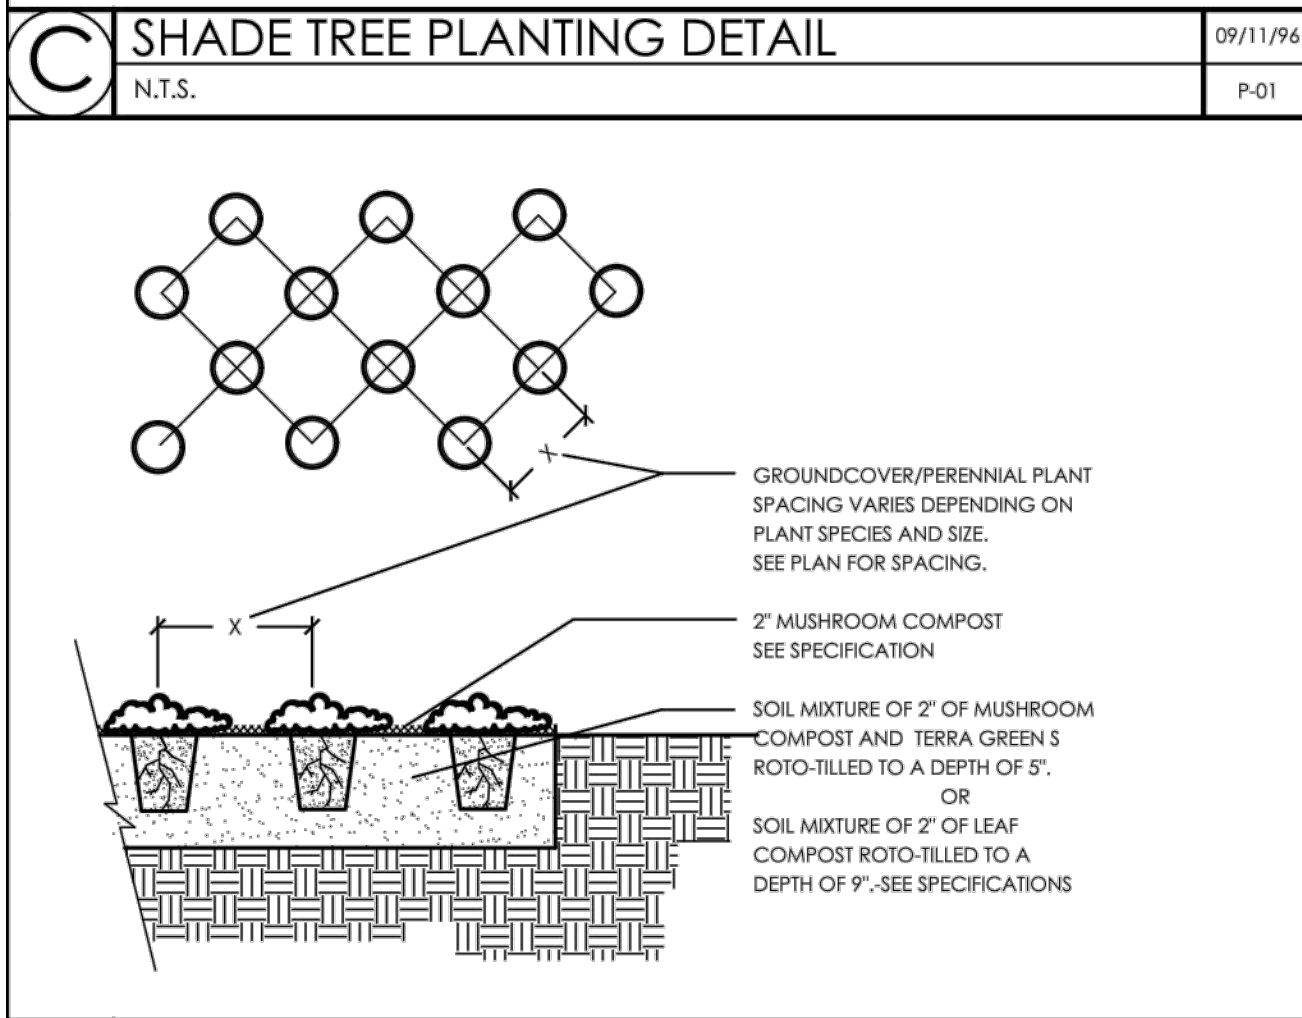 C
SHADE TREE PLANTING DETAIL
09/11/96
N.T.S.
P-01
X
GROUNDCOVER/PERENNIAL PLANT
SPACING VARIES DEPENDING ON
PLANT SPECIES AND SIZE.
SEE PLAN FOR SPACING.
X
2" MUSHROOM COMPOST
SEE SPECIFICATION
SOIL MIXTURE OF 2" OF MUSHROOM
COMPOST AND TERRA GREEN S
ROTO-TILLED TO A DEPTH OF 5".
OR
SOIL MIXTURE OF 2" OF LEAF
COMPOST ROTO-TILLED TO A
DEPTH OF 9".-SEE SPECIFICATIONS